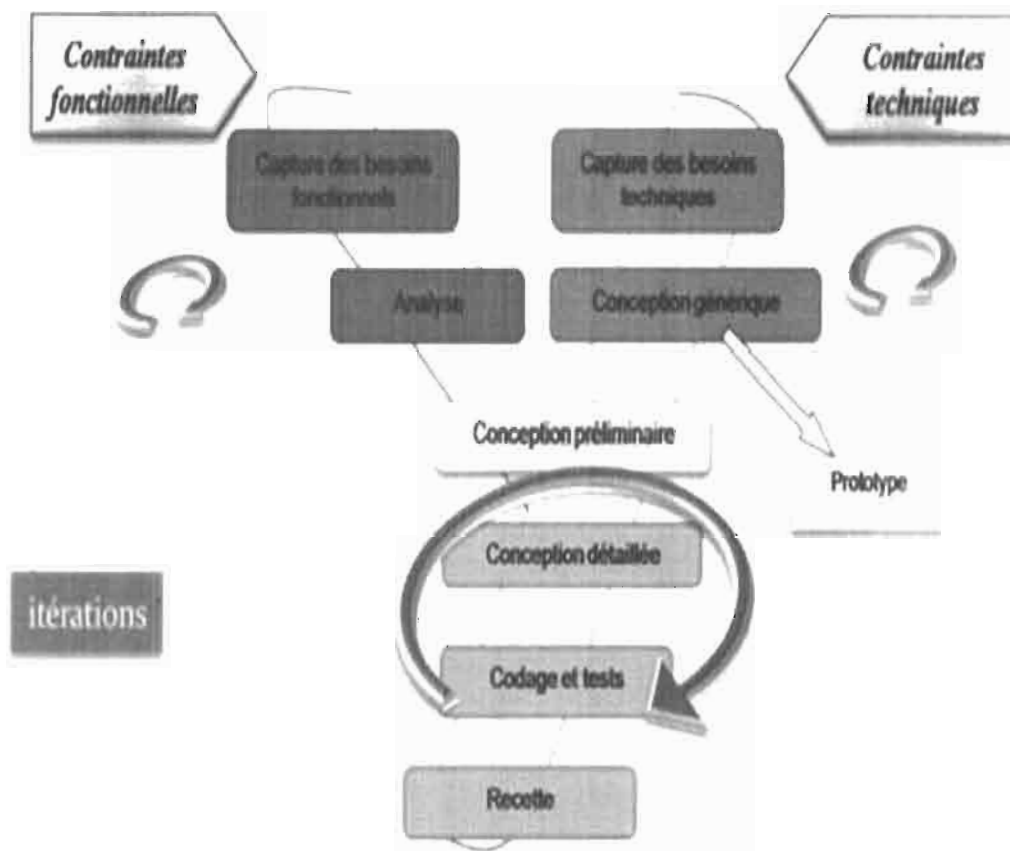 Contraintes
fonctionnelles
Contraintes
techniques
Capture des besoins
fonctionnels
Capture des besoins
techniques
Analyse
Conception générique
Conception préliminaire
Prototype
Conception détaillée
itérations
Codage et tests
Recette